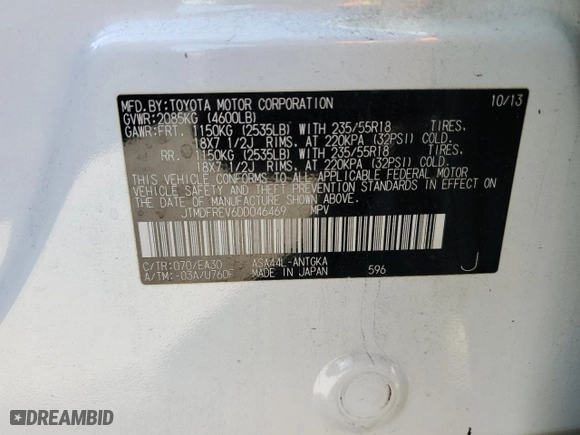 MFD.BY:TOYOTA MOTOR CORPORATION 10/13
GVWR:2085KG (4600LB)
GAWR:FRT. 1150KG (2535LB) WITH 235/55R18 TIRES,
18X7 1/2J RIMS, AT 220KPA (32PSI) COLD.
RR. 1150KG (2535LB) WITH 235/55R18 TIRES,
18X7 1/2J RIMS, AT 220KPA (32PSI) COLD.
THIS VEHICLE CONFORMS TO ALL APPLICABLE FEDERAL MOTOR
VEHICLE SAFETY AND THEFT PREVENTION STANDARDS IN EFFECT ON
THE DATE OF MANUFACTURE SHOWN ABOVE.
JTMDFREV6DD046469 MPV
C/TR:070/EA30 ASA44L-ANTGKA
A/TM:-03A/U760F MADE IN JAPAN 596 J
DREAMBID